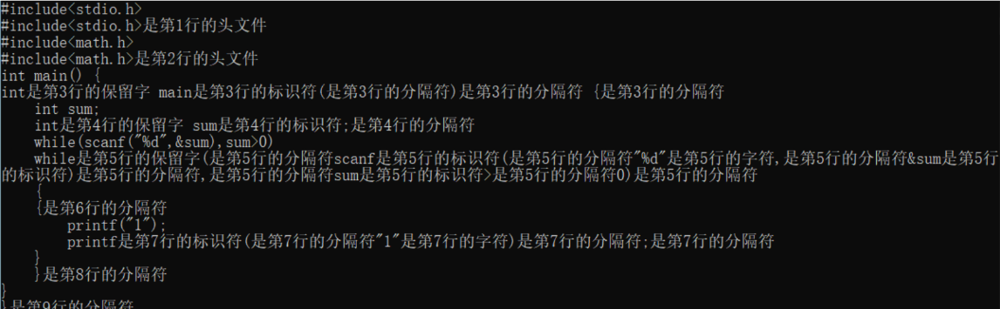 #include<stdio.h>
#include<stdio.h>是第1行的头文件
#include<math.h>
#include<math.h>是第2行的头文件
int main() {
int是第3行的保留字 main是第3行的标识符(是第3行的分隔符)是第3行的分隔符 {是第3行的分隔符
    int sum;
    int是第4行的保留字 sum是第4行的标识符;是第4行的分隔符
    while(scanf("%d",&sum),sum>0)
    while是第5行的保留字(是第5行的分隔符scanf是第5行的标识符(是第5行的分隔符"%d"是第5行的字符,是第5行的分隔符&sum是第5行
的标识符)是第5行的分隔符,是第5行的分隔符sum是第5行的标识符>是第5行的分隔符0)是第5行的分隔符
    {
    {是第6行的分隔符
        printf("1");
        printf是第7行的标识符(是第7行的分隔符"1"是第7行的字符)是第7行的分隔符;是第7行的分隔符
    }
    }是第8行的分隔符
}
}是第9行的分隔符